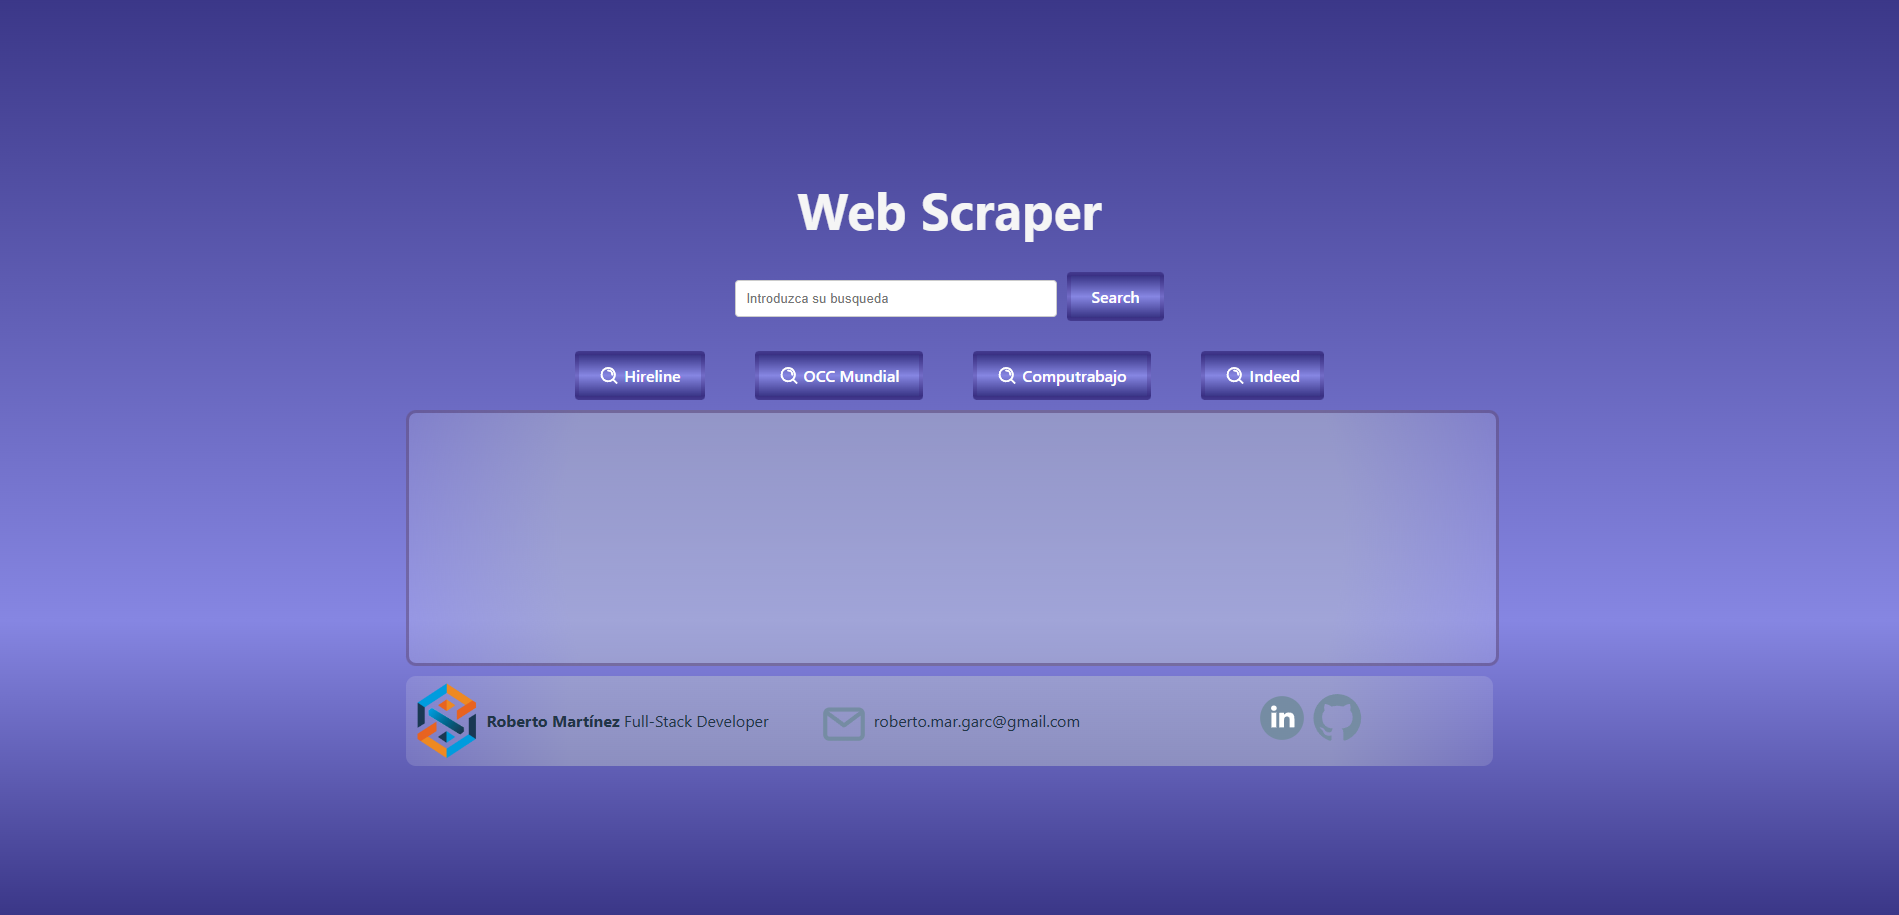 Web Scraper
Introduzca su busqueda
Search
Hireline
OCC Mundial
Computrabajo
Indeed
Roberto Martínez Full-Stack Developer
roberto.mar.garc@gmail.com
in